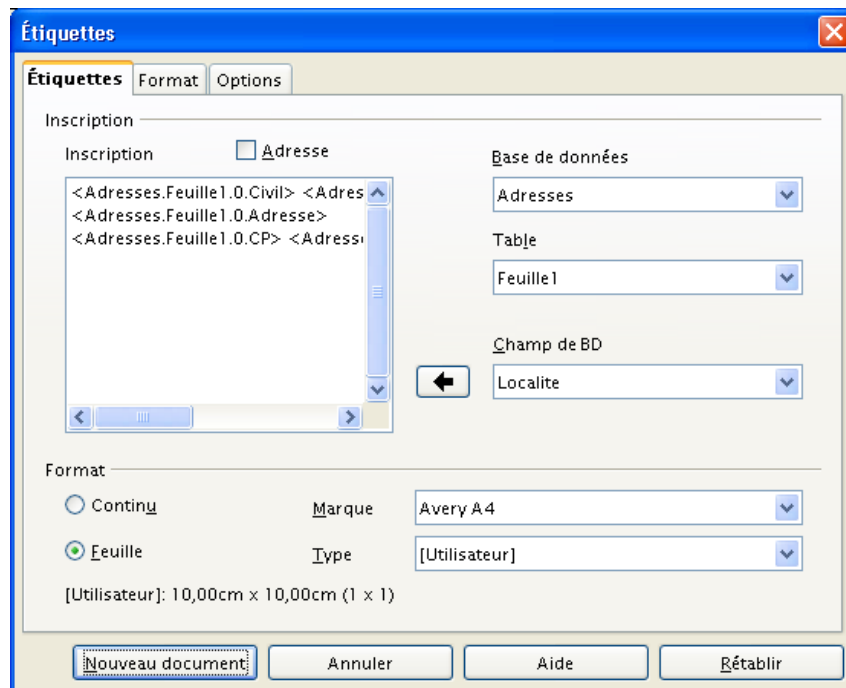 Étiquettes
Étiquettes Format Options
Inscription
Inscription Adresse
<Adresses.Feuille1.0.Civil> <Adres
<Adresses.Feuille1.0.Adresse>
<Adresses.Feuille1.0.CP> <Adress
Base de données
Adresses
Table
Feuille1
Champ de BD
Localite
Format
Continu Marque Avery A4
Feuille Type [Utilisateur]
[Utilisateur]: 10,00cm x 10,00cm (1 x 1)
Nouveau document Annuler Aide Rétablir